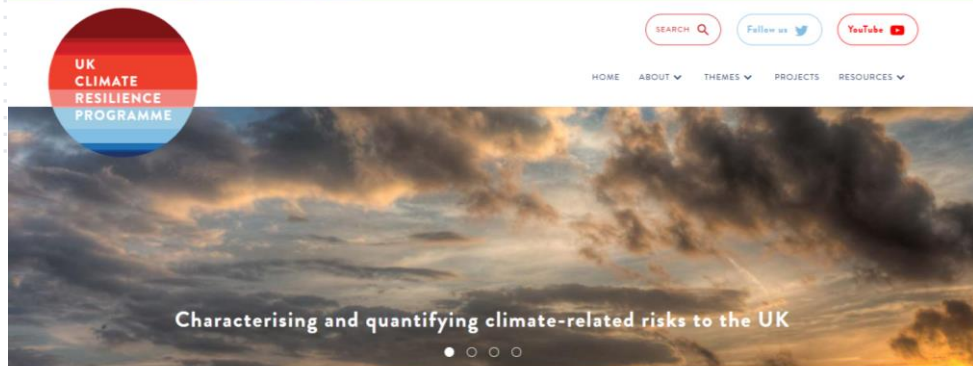 SEARCH
Follow us
YouTube
UK
CLIMATE
RESILIENCE
PROGRAMME
HOME
ABOUT
THEMES
PROJECTS
RESOURCES
Characterising and quantifying climate-related risks to the UK